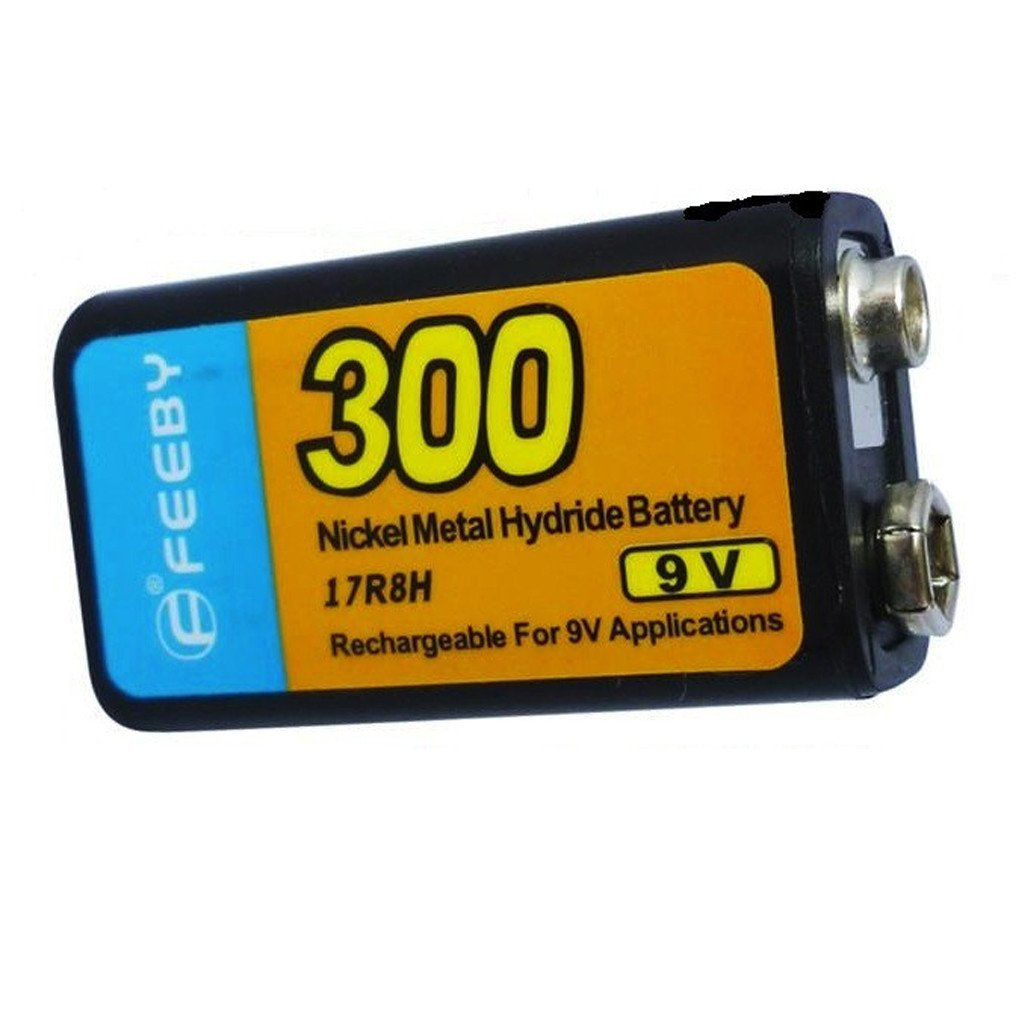 FEEBY®
300
Nickel Metal Hydride Battery
17R8H
9 V
Rechargeable For 9V Applications